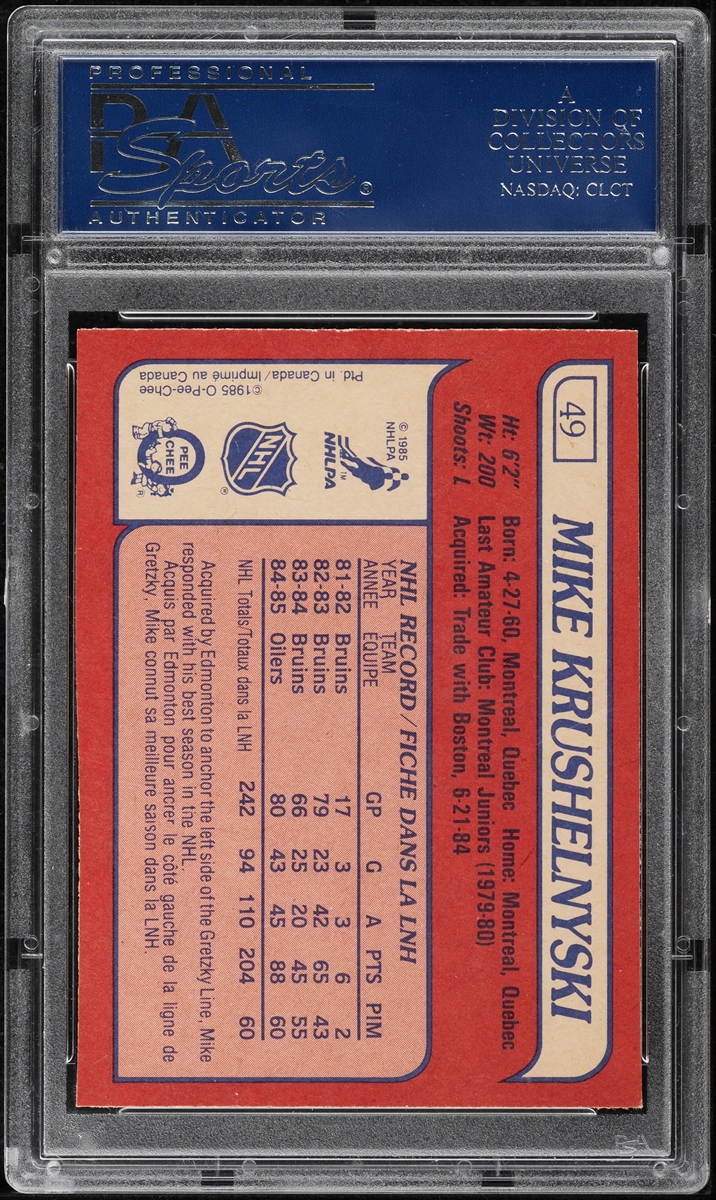 PROFESSIONAL
PSA
Sports®
AUTHENTICATOR
A
DIVISION OF
COLLECTORS
UNIVERSE
NASDAQ: CLCT
49
MIKE KRUSHELNYSKI
Ht: 6'2" Born: 4-27-60, Montreal, Quebec Home: Montreal, Quebec
Wt: 200 Last Amateur Club: Montreal Juniors (1979-80)
Shoots: L Acquired: Trade with Boston, 6-21-84
© 1985
NHLPA
NHLPA™
NHL
®
O
PEE
CHEE
®
©1985 O-Pee-Chee
Ptd. in Canada/Imprimé au Canada
NHL RECORD/FICHE DANS LA LNH
YEAR TEAM
ANNÉE ÉQUIPE GP G A PTS PIM
81-82 Bruins 17 3 3 6 2
82-83 Bruins 79 23 42 65 43
83-84 Bruins 66 25 20 45 55
84-85 Oilers 80 43 45 88 60
NHL Totals/Totaux dans la LNH 242 94 110 204 60
Acquired by Edmonton to anchor the left side of the Gretzky Line, Mike
responded with his best season in the NHL.
Acquis par Edmonton pour ancrer le côté gauche de la ligne de
Gretzky, Mike connut sa meilleure saison dans la LNH.
PSA